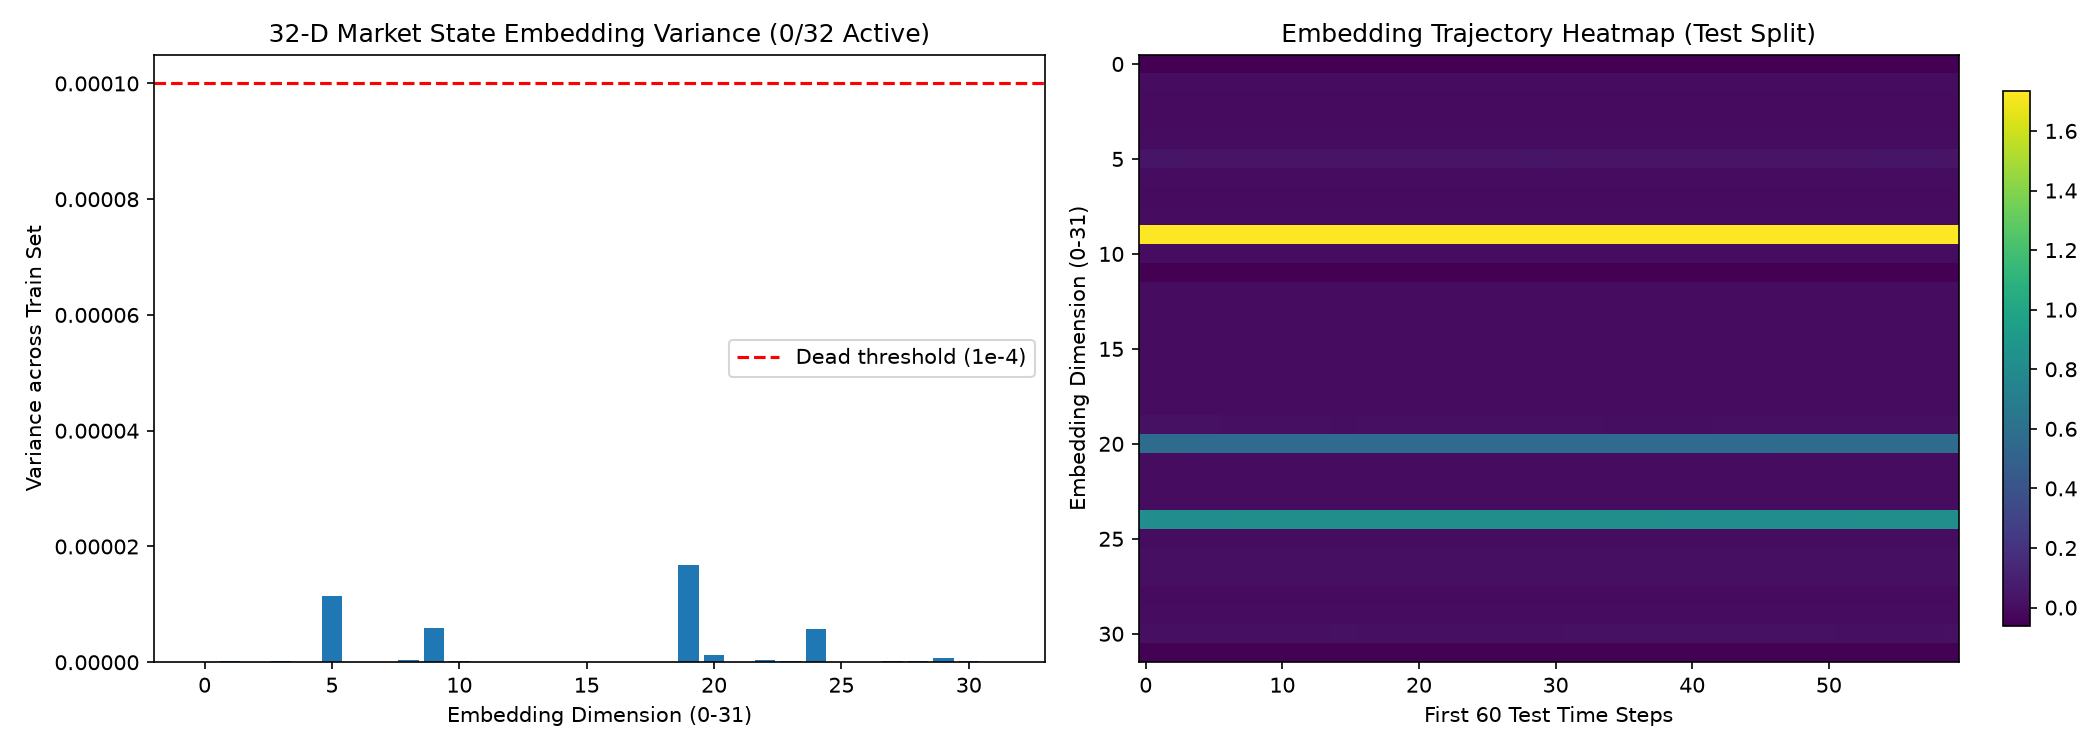 32-D Market State Embedding Variance (0/32 Active)
Variance across Train Set
0.00010
0.00008
0.00006
0.00004
0.00002
0.00000
Dead threshold (1e-4)
0 5 10 15 20 25 30
Embedding Dimension (0-31)
Embedding Trajectory Heatmap (Test Split)
Embedding Dimension (0-31)
0
5
10
15
20
25
30
0 10 20 30 40 50
First 60 Test Time Steps
1.6
1.4
1.2
1.0
0.8
0.6
0.4
0.2
0.0